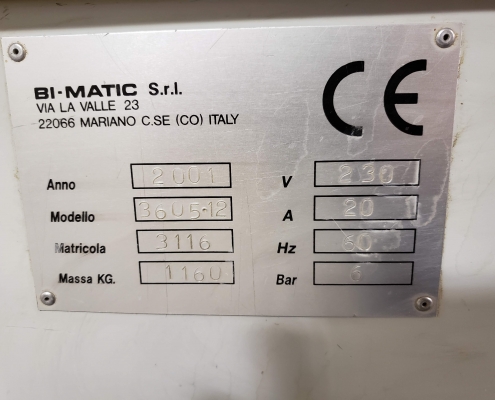 BI-MATIC S.r.l.
VIA LA VALLE 23
22066 MARIANO C.SE (CO) ITALY
CE
Anno 2001
Modello 3605·12
Matricola 3116
Massa KG. 1160
V 230
A 20
Hz 60
Bar 6